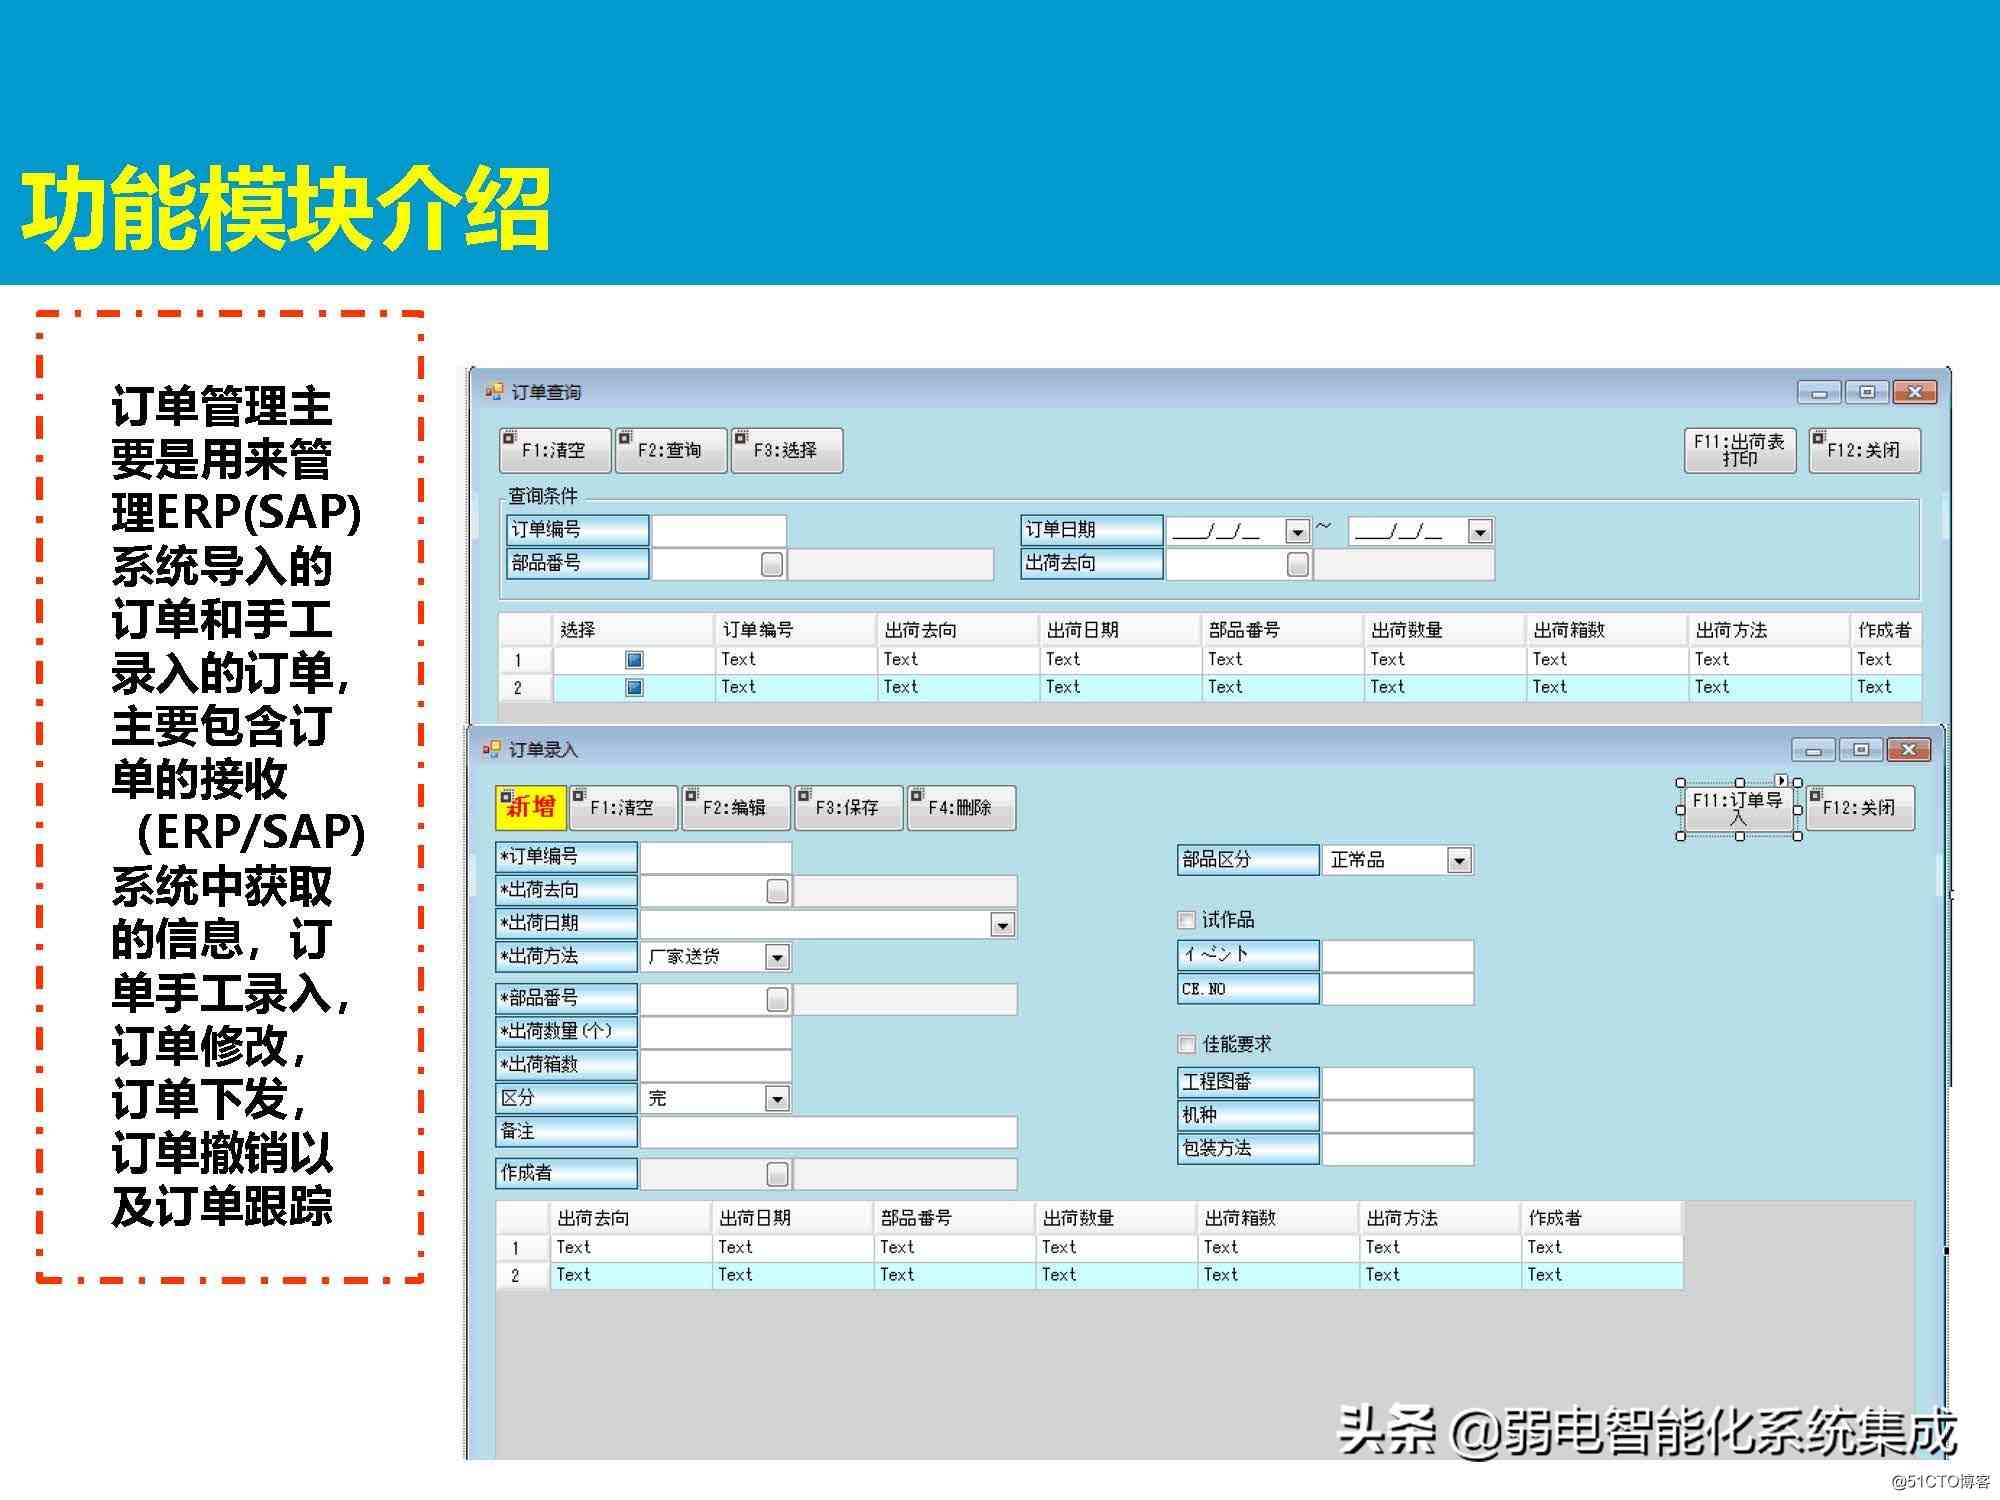 功能模块介绍
订单管理主
要是用来管
理ERP(SAP)
系统导入的
订单和手工
录入的订单，
主要包含订
单的接收
（ERP/SAP)
系统中获取
的信息，订
单手工录入，
订单修改，
订单下发，
订单撤销以
及订单跟踪
订单查询
F1:清空 F2:查询 F3:选择 F11:出荷表
打印 F12:关闭
查询条件
订单编号 订单日期 __/__/__ ~ __/__/__
部品番号 出荷去向
选择 订单编号 出荷去向 出荷日期 部品番号 出荷数量 出荷箱数 出荷方法 作成者
1 Text Text Text Text Text Text Text Text
2 Text Text Text Text Text Text Text Text
订单录入
新增 F1:清空 F2:编辑 F3:保存 F4:删除 F11:订单导
入 F12:关闭
*订单编号 部品区分 正常品
*出荷去向
*出荷日期 试作品
*出荷方法 厂家送货 イベント
*部品番号 CE.NO
*出荷数量(个)
*出荷箱数 佳能要求
区分 完 工程图番
备注 机种
包装方法
作成者
出荷去向 出荷日期 部品番号 出荷数量 出荷箱数 出荷方法 作成者
1 Text Text Text Text Text Text Text
2 Text Text Text Text Text Text Text
头条 @弱电智能化系统集成
@51CTO博客